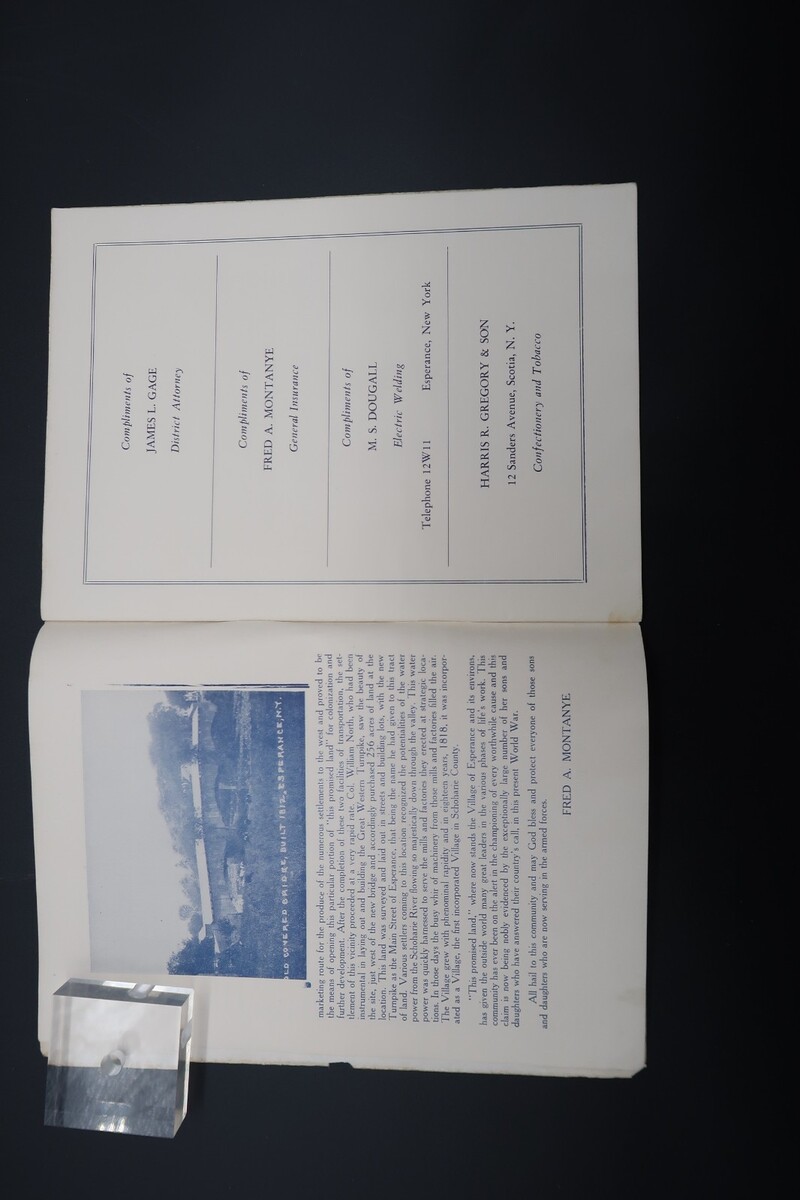 OLD COVERED BRIDGE, BUILT 1812, ESPERANCE, N.Y.
marketing route for the produce of the numerous settlements to the west and proved to be
the means of opening this particular portion of "this promised land" for colonization and
further development. After the completion of these two facilities of transportation, the set-
tlement of this vicinity proceeded at a very rapid rate. Col. William North, who had been
instrumental in laying out and building the Great Western Turnpike, saw the beauty of
the site, just west of the new bridge and accordingly purchased 256 acres of land at the
location. This land was surveyed and laid out in streets and building lots, with the new
Turnpike as the Main Street of Esperance, that being the name he had given to this tract
of land. Various settlers coming to this location recognized the potentialities of the water
power from the Schoharie River flowing so majestically down through the valley. This water
power was quickly harnessed to serve the mills and factories they erected at strategic loca-
tions. In those days the busy whir of machinery from those mills and factories filled the air.
The Village grew with phenominal rapidity and in eighteen years, 1818, it was incorpor-
ated as a Village, the first incorporated Village in Schoharie County.
"This promised land," where now stands the Village of Esperance and its environs,
has given the outside world many great leaders in the various phases of life's work. This
community has ever been on the alert in the championing of every worthwhile cause and this
claim is now being nobly evidenced by the exceptionally large number of her sons and
daughters who have answered their country's call, in this present World War.
All hail to this community and may God bless and protect everyone of those sons
and daughters who are now serving in the armed forces.
FRED A. MONTANYE
Compliments of
JAMES L. GAGE
District Attorney
Compliments of
FRED A. MONTANYE
General Insurance
Compliments of
M. S. DOUGALL
Electric Welding
Telephone 12W11 Esperance, New York
HARRIS R. GREGORY & SON
12 Sanders Avenue, Scotia, N. Y.
Confectionery and Tobacco